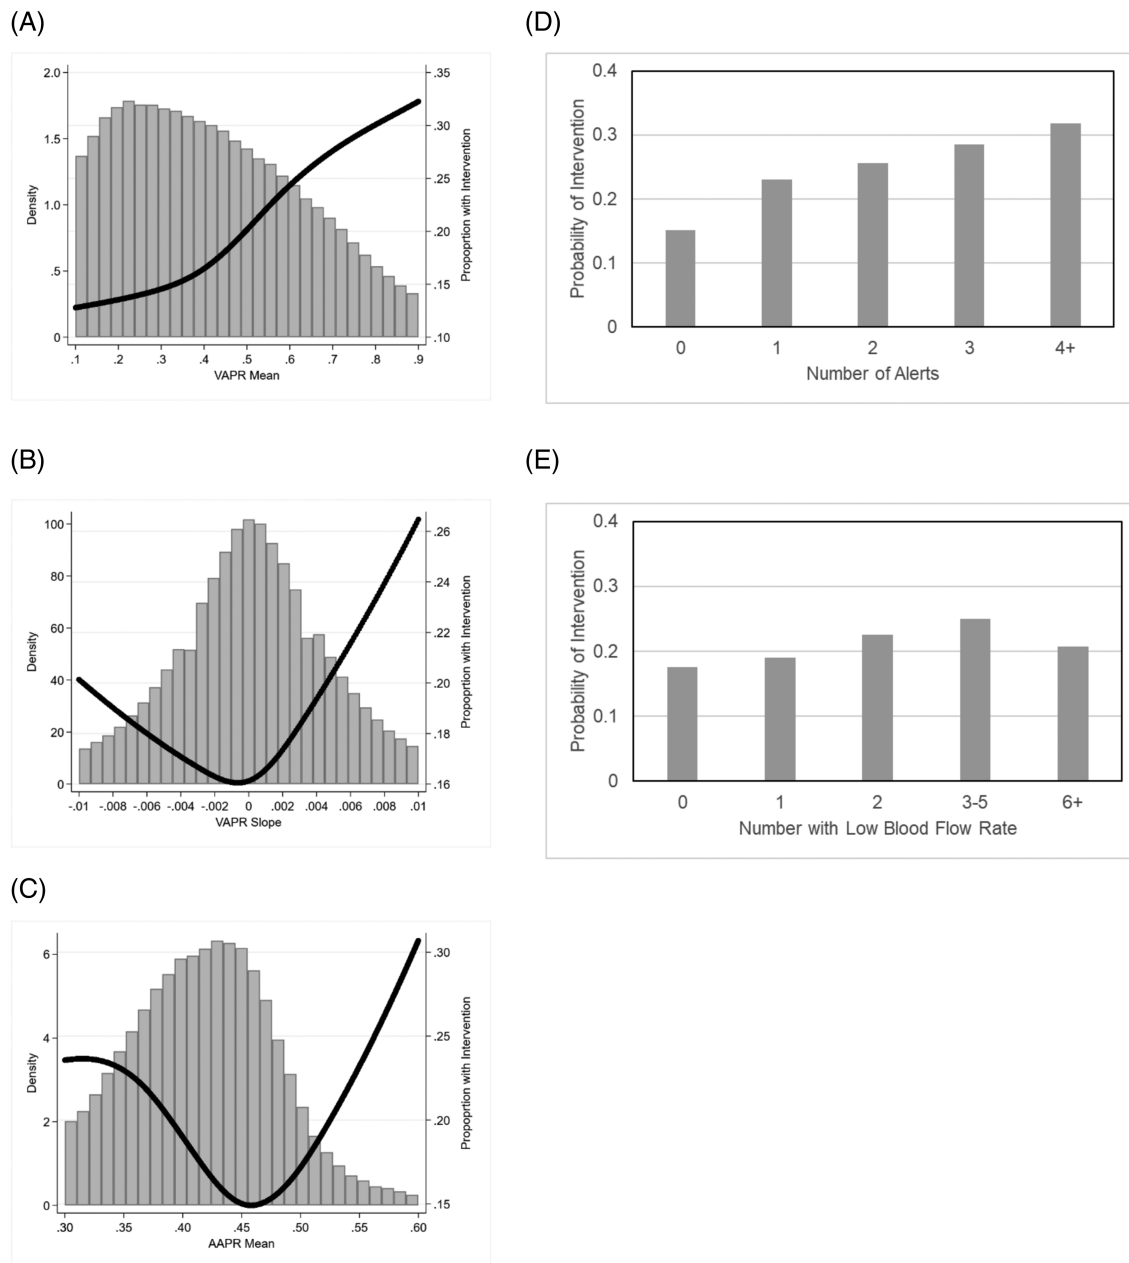 (A)
2.0
1.5
1.0
.5
0
Density
.35
.30
.25
.20
.15
.10
Propoprtion with Intervention
.1 .2 .3 .4 .5 .6 .7 .8 .9
VAPR Mean
(D)
0.4
0.3
0.2
0.1
0
Probability of Intervention
0 1 2 3 4+
Number of Alerts
(B)
100
80
60
40
20
0
Density
.26
.24
.22
.20
.18
.16
Propoprtion with Intervention
-.01 -.008 -.006 -.004 -.002 0 .002 .004 .006 .008 .01
VAPR Slope
(E)
0.4
0.3
0.2
0.1
0
Probability of Intervention
0 1 2 3-5 6+
Number with Low Blood Flow Rate
(C)
6
4
2
0
Density
.30
.25
.20
.15
Propoprtion with Intervention
.30 .35 .40 .45 .50 .55 .60
AAPR Mean